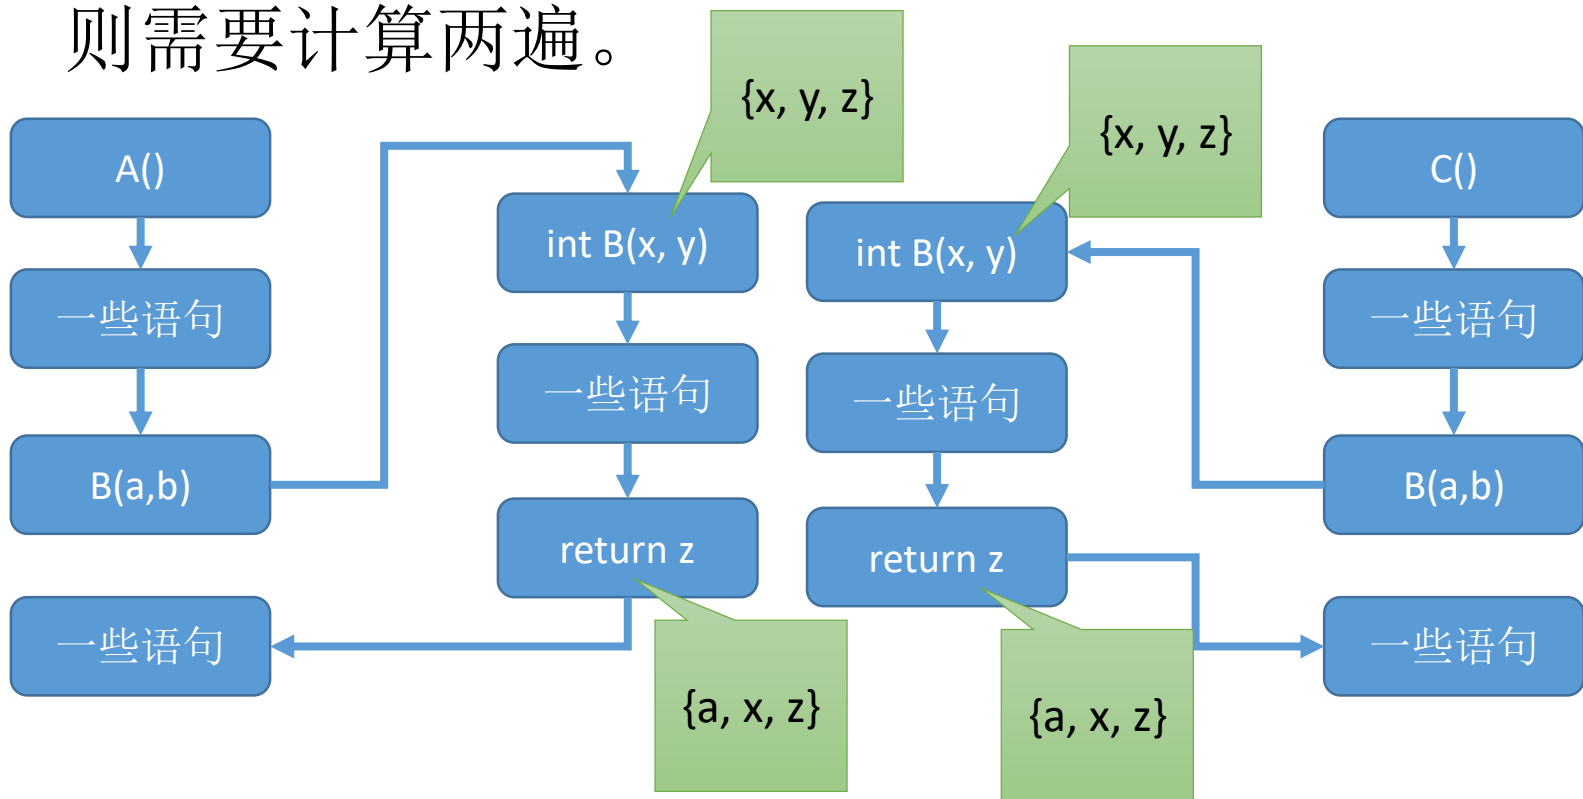 则需要计算两遍。
A()
一些语句
B(a,b)
一些语句
{x, y, z}
int B(x, y)
一些语句
return z
{a, x, z}
{x, y, z}
int B(x, y)
一些语句
return z
{a, x, z}
C()
一些语句
B(a,b)
一些语句